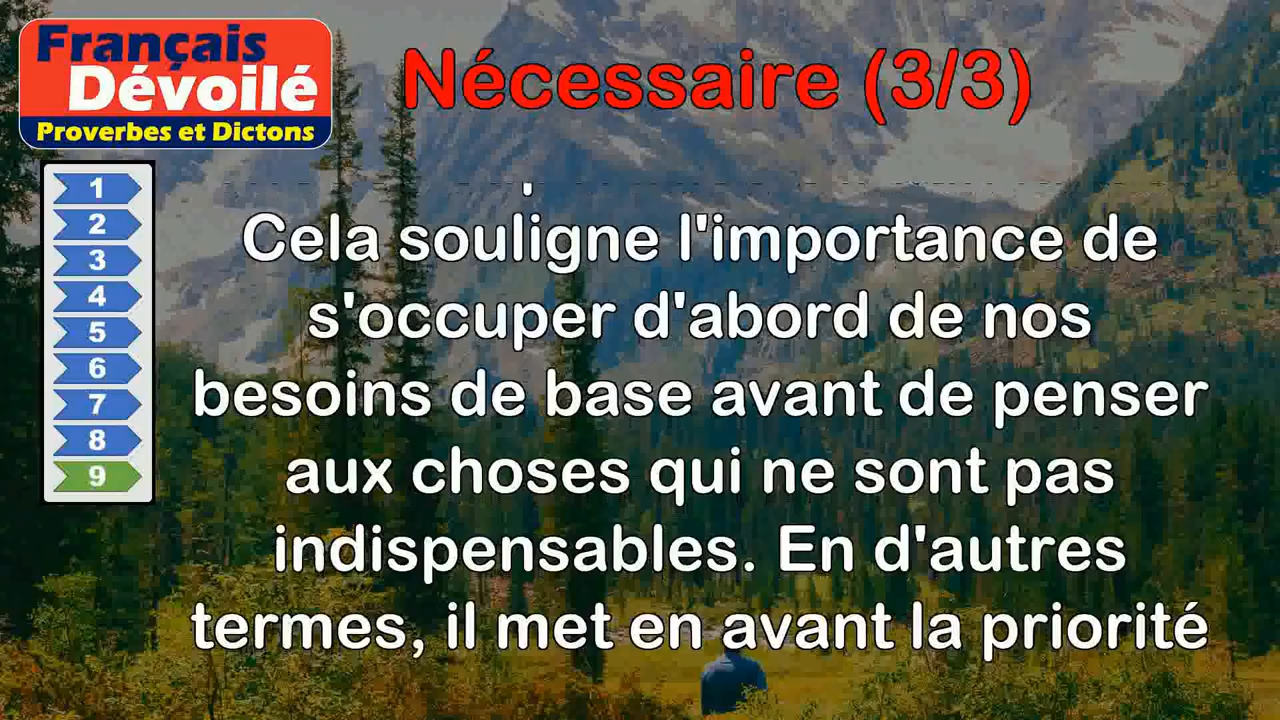 Français
Dévoilé
Proverbes et Dictons
Nécessaire (3/3)
1
2
3
4
5
6
7
8
9
Cela souligne l'importance de
s'occuper d'abord de nos
besoins de base avant de penser
aux choses qui ne sont pas
indispensables. En d'autres
termes, il met en avant la priorité